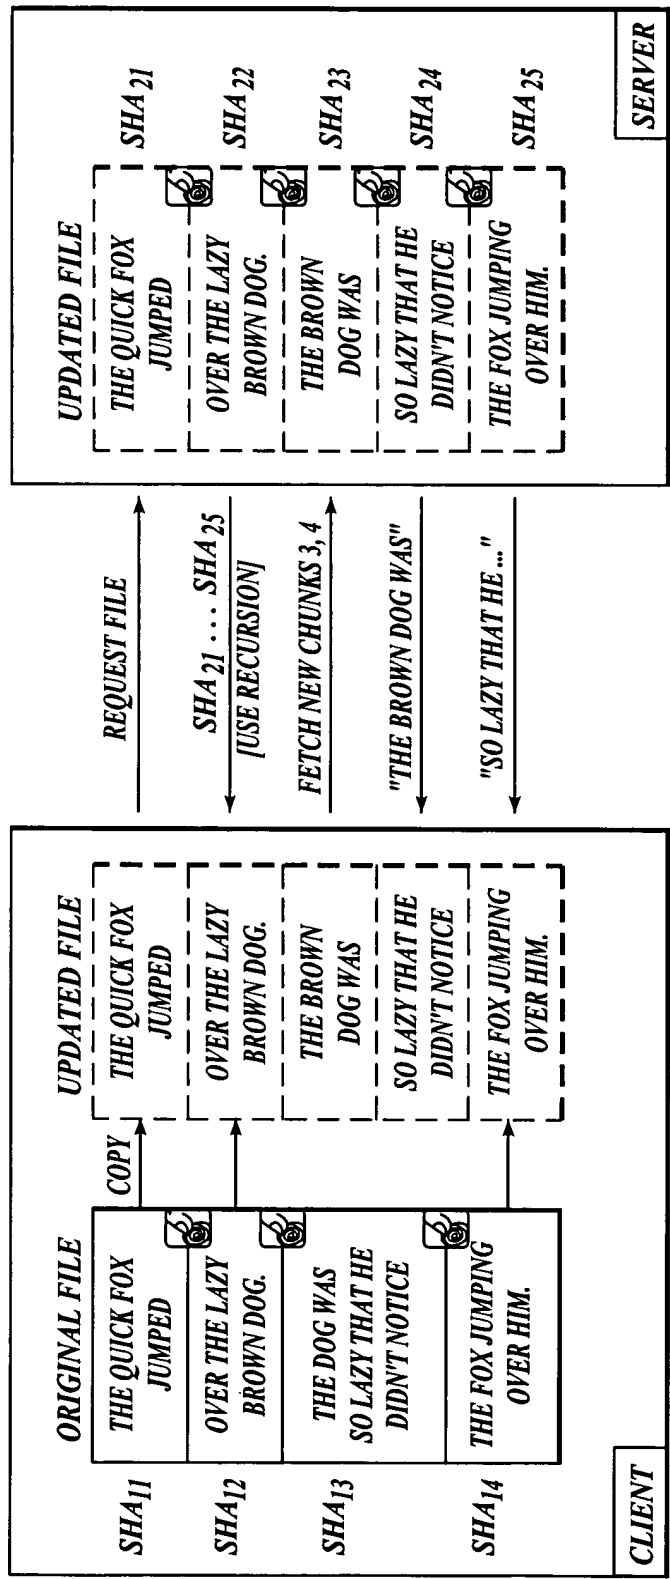 ORIGINAL FILE
SHA11
THE QUICK FOX
JUMPED
SHA12
OVER THE LAZY
BROWN DOG.
SHA13
THE DOG WAS
SO LAZY THAT HE
DIDN'T NOTICE
SHA14
THE FOX JUMPING
OVER HIM.
CLIENT
COPY
UPDATED FILE
THE QUICK FOX
JUMPED
OVER THE LAZY
BROWN DOG.
THE BROWN
DOG WAS
SO LAZY THAT HE
DIDN'T NOTICE
THE FOX JUMPING
OVER HIM.
REQUEST FILE
SHA21 . . . SHA25
[USE RECURSION]
FETCH NEW CHUNKS 3, 4
"THE BROWN DOG WAS"
"SO LAZY THAT HE ..."
UPDATED FILE
THE QUICK FOX
JUMPED
SHA21
OVER THE LAZY
BROWN DOG.
SHA22
THE BROWN
DOG WAS
SHA23
SO LAZY THAT HE
DIDN'T NOTICE
SHA24
THE FOX JUMPING
OVER HIM.
SHA25
SERVER